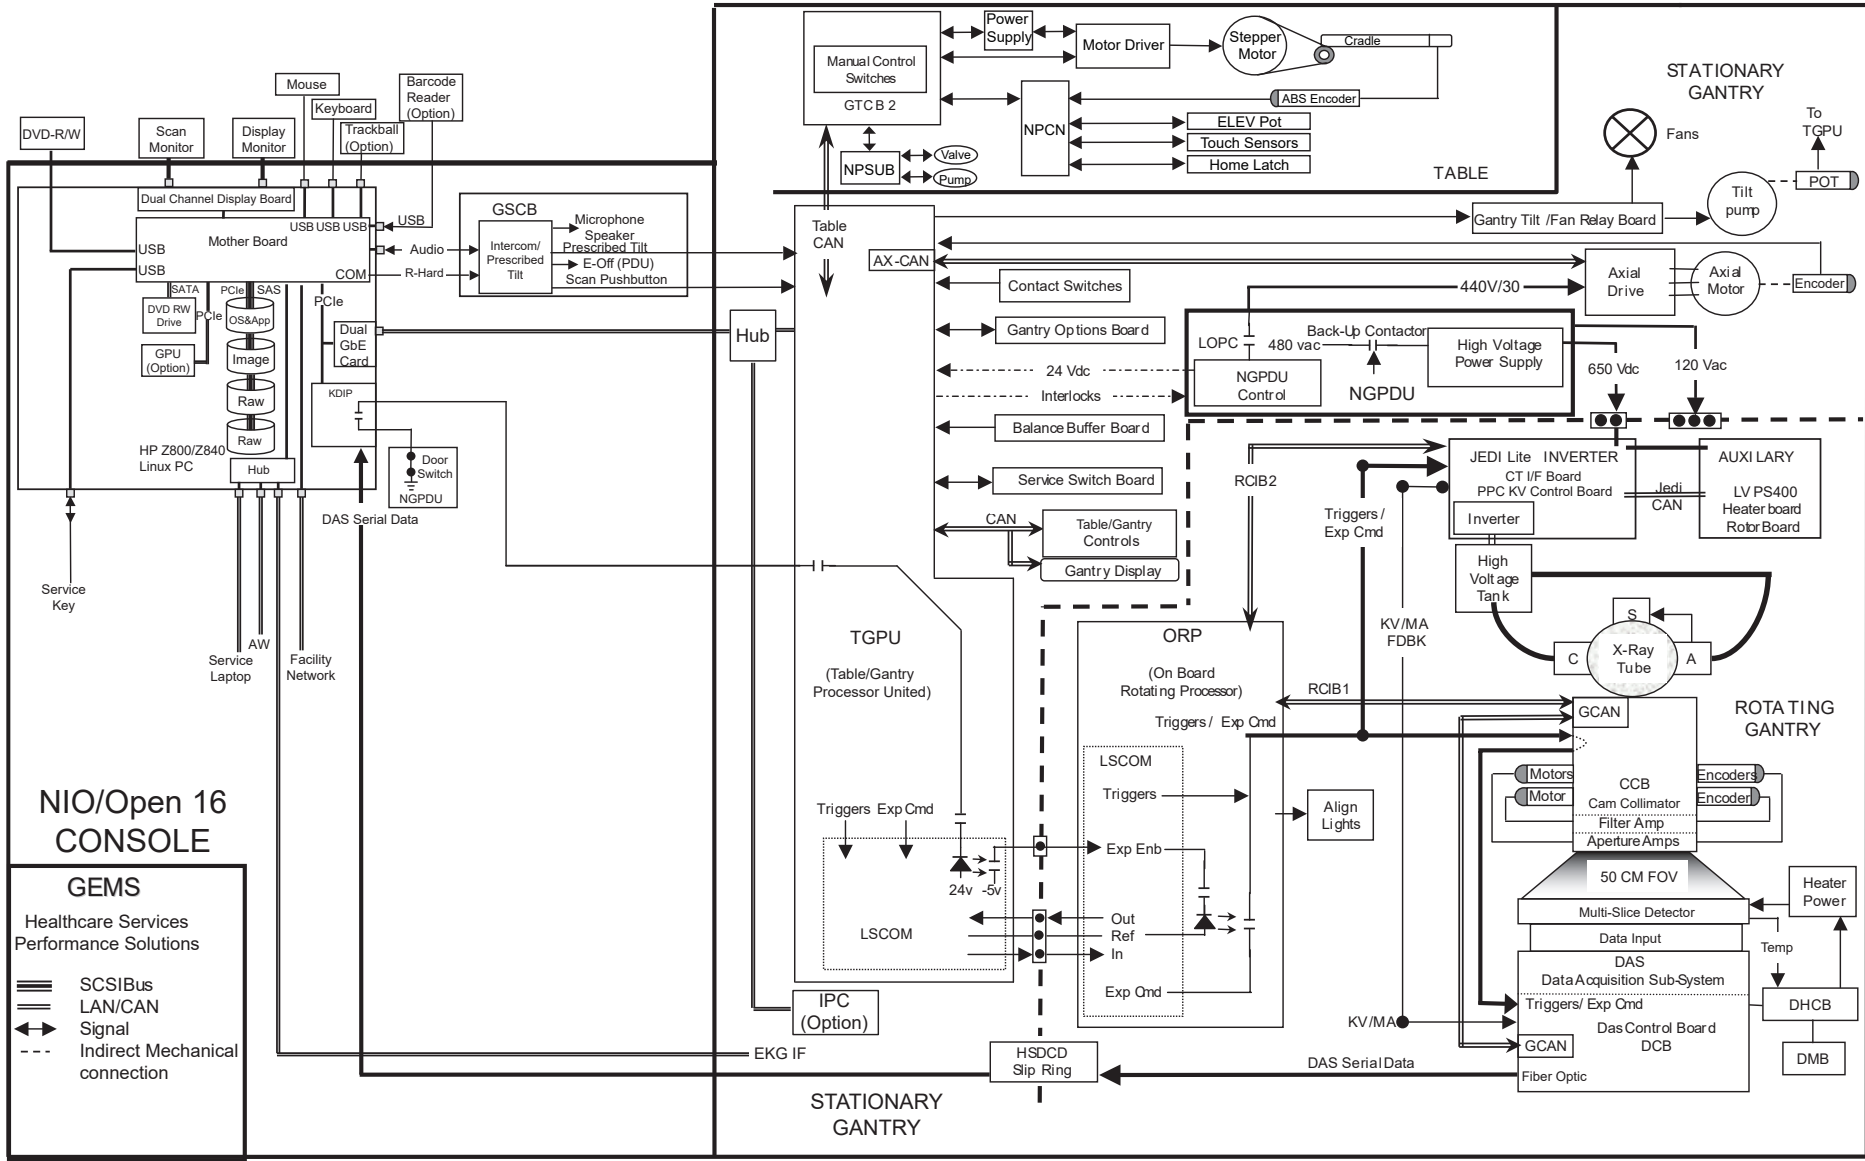 Mouse
Keyboard
Barcode
Reader
(Option)
DVD-R/W
Scan
Monitor
Display
Monitor
Trackball
(Option)
Dual Channel Display Board
USB USB USB
USB
Mother Board
USB
USB
Audio
COM
R-Hard
SATA
PCIe
SAS
PCIe
PCIe
DVD RW
Drive
OS&App
Dual
GbE
Card
GPU
(Option)
Image
Raw
Raw
KDIP
HP Z800/Z840
Linux PC
Hub
Door
Switch
NGPDU
DAS Serial Data
Service
Key
AW
Service
Laptop
Facility
Network
NIO/Open 16
CONSOLE
GEMS
Healthcare Services
Performance Solutions
SCSIBus
LAN/CAN
Signal
Indirect Mechanical
connection
GSCB
Intercom/
Prescribed
Tilt
Microphone
Speaker
Prescribed Tilt
E-Off (PDU)
Scan Pushbutton
Hub
IPC
(Option)
EKG IF
Manual Control
Switches
GTCB 2
Power
Supply
Motor Driver
Stepper
Motor
Cradle
ABS Encoder
NPCN
ELEV Pot
Touch Sensors
Home Latch
NPSUB
Valve
Pump
TABLE
STATIONARY
GANTRY
Fans
To
TGPU
POT
Tilt
pump
Gantry Tilt /Fan Relay Board
Table
CAN
AX-CAN
Axial
Drive
Axial
Motor
Encoder
Contact Switches
440V/30
Gantry Options Board
LOPC
480 vac
Back-Up Contactor
High Voltage
Power Supply
NGPDU
Control
NGPDU
650 Vdc
120 Vac
24 Vdc
Interlocks
Balance Buffer Board
Service Switch Board
CAN
Table/Gantry
Controls
Gantry Display
RCIB2
Triggers /
Exp Cmd
JEDI Lite INVERTER
CT I/F Board
PPC KV Control Board
Inverter
Jedi
CAN
AUXILARY
LV PS400
Heater board
Rotor Board
High
Voltage
Tank
S
C
X-Ray
Tube
A
KV/MA
FDBK
TGPU
(Table/Gantry
Processor United)
Triggers Exp Cmd
24v -5v
LSCOM
ORP
(On Board
Rotating Processor)
Triggers / Exp Cmd
RCIB1
LSCOM
Triggers
Exp Enb
Out
Ref
In
Exp Cmd
Align
Lights
ROTATING
GANTRY
GCAN
Motors
Motor
Encoders
Encoder
CCB
Cam Collimator
Filter Amp
Aperture Amps
50 CM FOV
Heater
Power
Multi-Slice Detector
Data Input
Temp
DAS
Data Acquisition Sub-System
Triggers/ Exp Cmd
DHCB
KV/MA
Das Control Board
DCB
GCAN
DMB
Fiber Optic
DAS Serial Data
HSDCD
Slip Ring
STATIONARY
GANTRY